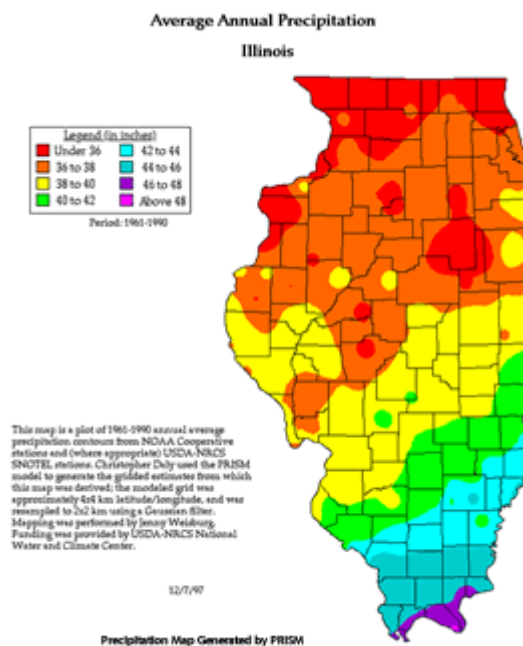 Average Annual Precipitation
Illinois
Legend (in inches)
Under 36
42 to 44
36 to 38
44 to 46
38 to 40
46 to 48
40 to 42
Above 48
Period: 1961-1990
This map is a plot of 1961-1990 annual average
precipitation contours from NOAA Cooperative
stations and (where appropriate) USDA-NRCS
SNOTEL stations. Christopher Daly used the PRISM
model to generate the gridded estimates from which
this map was derived; the modeled grid was
approximately 4x4 km latitude/longitude, and was
resampled to 2x2 km using a Gaussian filter.
Mapping was performed by Jenny Weisburg.
Funding was provided by USDA-NRCS National
Water and Climate Center.
12/7/97
Precipitation Map Generated by PRISM